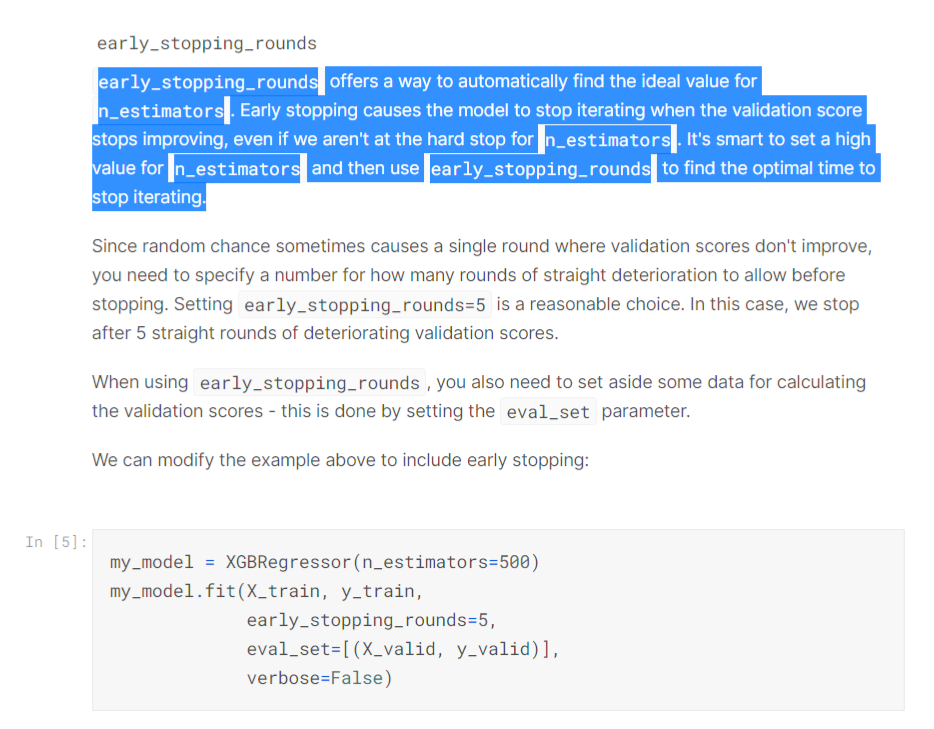 early_stopping_rounds
early_stopping_rounds offers a way to automatically find the ideal value for
n_estimators . Early stopping causes the model to stop iterating when the validation score
stops improving, even if we aren't at the hard stop for n_estimators . It's smart to set a high
value for n_estimators and then use early_stopping_rounds to find the optimal time to
stop iterating.
Since random chance sometimes causes a single round where validation scores don't improve,
you need to specify a number for how many rounds of straight deterioration to allow before
stopping. Setting early_stopping_rounds=5 is a reasonable choice. In this case, we stop
after 5 straight rounds of deteriorating validation scores.
When using early_stopping_rounds , you also need to set aside some data for calculating
the validation scores - this is done by setting the eval_set parameter.
We can modify the example above to include early stopping:
In [5]:
my_model = XGBRegressor(n_estimators=500)
my_model.fit(X_train, y_train,
             early_stopping_rounds=5,
             eval_set=[(X_valid, y_valid)],
             verbose=False)